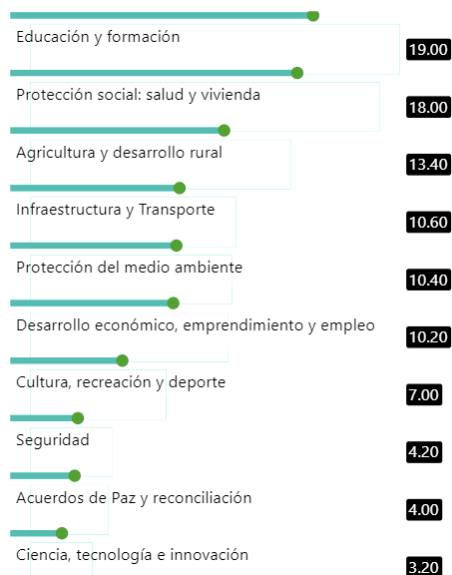 Educación y formación
19.00
Protección social: salud y vivienda
18.00
Agricultura y desarrollo rural
13.40
Infraestructura y Transporte
10.60
Protección del medio ambiente
10.40
Desarrollo económico, emprendimiento y empleo
10.20
Cultura, recreación y deporte
7.00
Seguridad
4.20
Acuerdos de Paz y reconciliación
4.00
Ciencia, tecnología e innovación
3.20